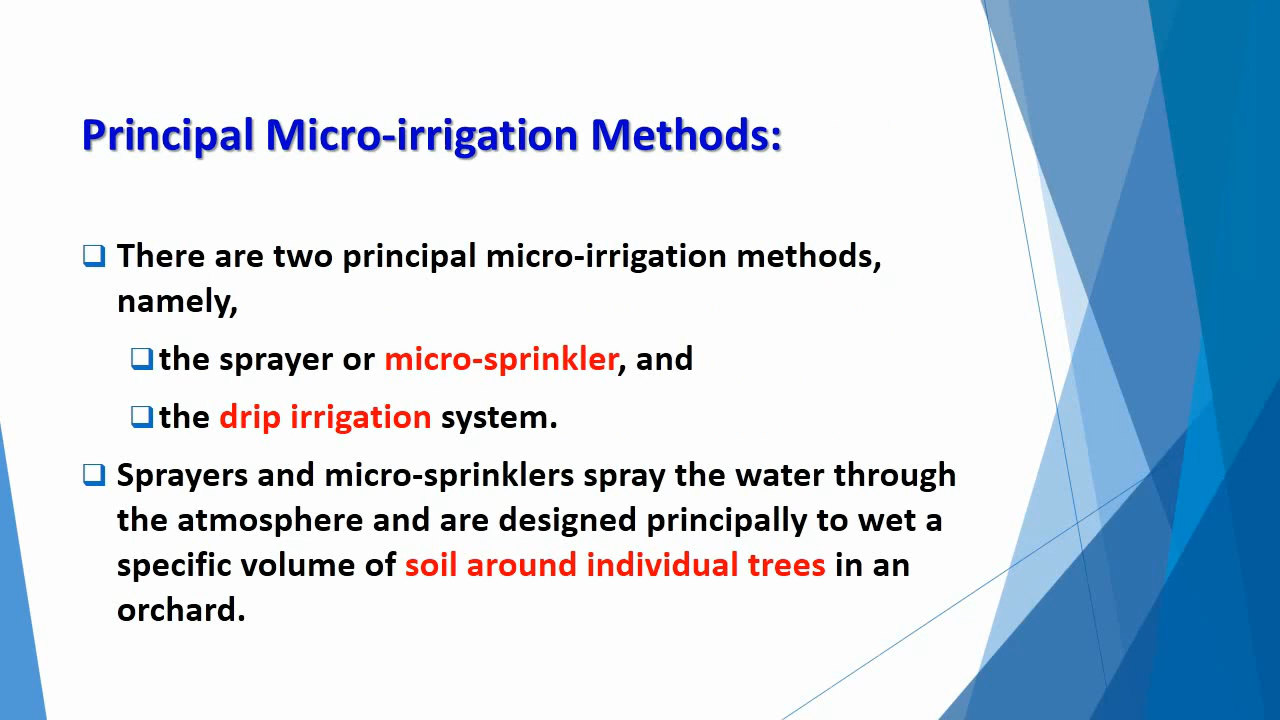 Principal Micro-irrigation Methods:
❑ There are two principal micro-irrigation methods,
namely,
❑the sprayer or micro-sprinkler, and
❑the drip irrigation system.
❑ Sprayers and micro-sprinklers spray the water through
the atmosphere and are designed principally to wet a
specific volume of soil around individual trees in an
orchard.